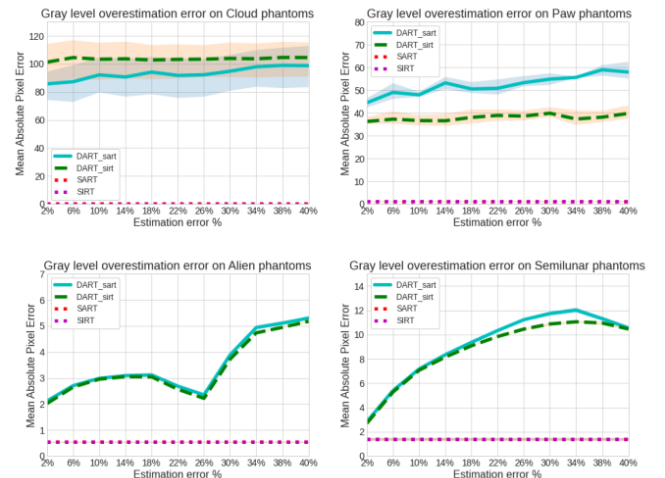 Gray level overestimation error on Cloud phantoms
Mean Absolute Pixel Error
120
100
80
60
40
20
0
DART_sart
DART_sirt
SART
SIRT
2% 6% 10% 14% 18% 22% 26% 30% 34% 38% 40%
Estimation error %
Gray level overestimation error on Paw phantoms
Mean Absolute Pixel Error
80
70
60
50
40
30
20
10
0
DART_sart
DART_sirt
SART
SIRT
2% 6% 10% 14% 18% 22% 26% 30% 34% 38% 40%
Estimation error %
Gray level overestimation error on Alien phantoms
Mean Absolute Pixel Error
7
6
5
4
3
2
1
0
DART_sart
DART_sirt
SART
SIRT
2% 6% 10% 14% 18% 22% 26% 30% 34% 38% 40%
Estimation error %
Gray level overestimation error on Semilunar phantoms
Mean Absolute Pixel Error
14
12
10
8
6
4
2
0
DART_sart
DART_sirt
SART
SIRT
2% 6% 10% 14% 18% 22% 26% 30% 34% 38% 40%
Estimation error %